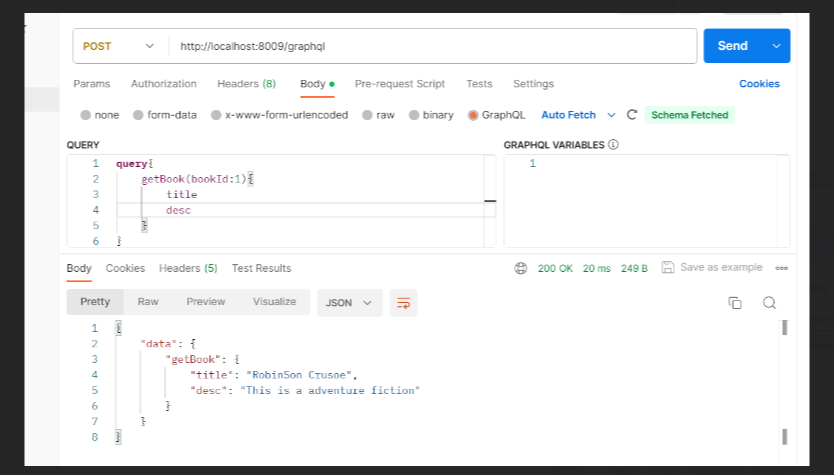 POST http://localhost:8009/graphql Send
Params Authorization Headers (8) Body Pre-request Script Tests Settings Cookies
none form-data x-www-form-urlencoded raw binary GraphQL Auto Fetch Schema Fetched
QUERY GRAPHQL VARIABLES
1 query{ 1
2 getBook(bookId:1){
3 title
4 desc
5 }
6 }
Body Cookies Headers (5) Test Results 200 OK 20 ms 249 B Save as example
Pretty Raw Preview Visualize JSON
1 {
2 "data": {
3 "getBook": {
4 "title": "RobinSon Crusoe",
5 "desc": "This is a adventure fiction"
6 }
7 }
8 }